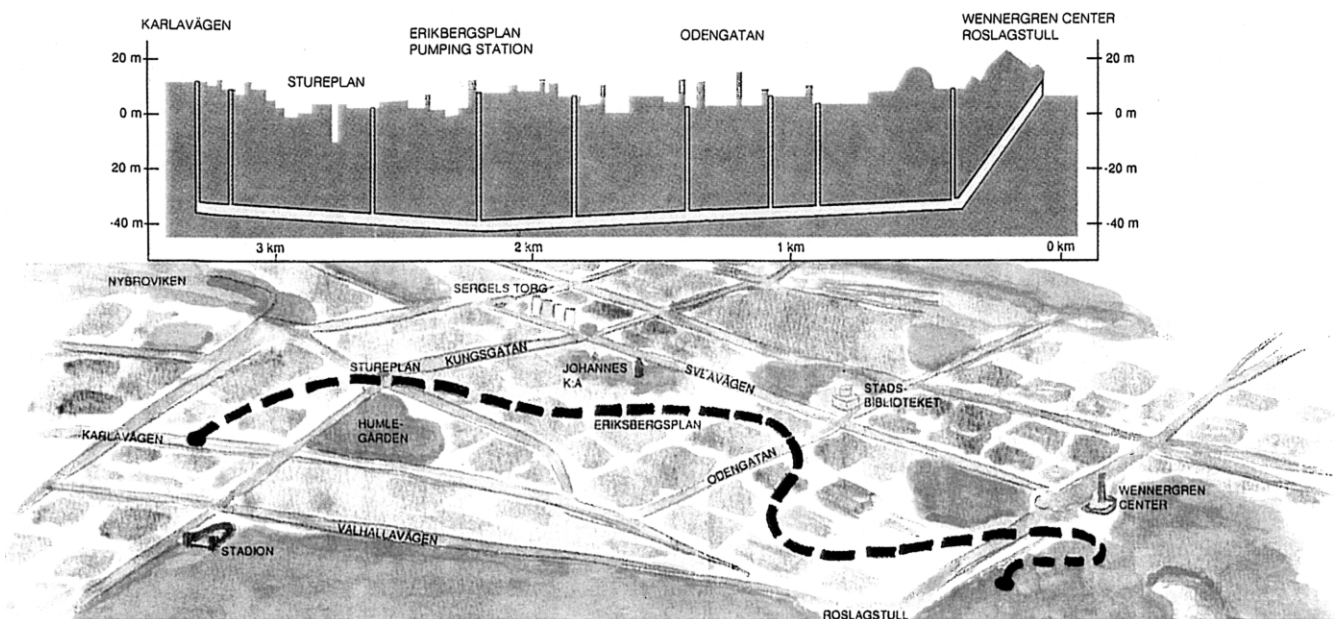 KARLAVÄGEN
ERIKBERGSPLAN
PUMPING STATION
ODENGATAN
WENNERGREN CENTER
ROSLAGSTULL
STUREPLAN
20 m
0 m
20 m
-40 m
20 m
0 m
-20 m
-40 m
3 km
2 km
1 km
0 km
NYBROVIKEN
SERGELS TORG
KUNGSGATAN
STUREPLAN
JOHANNES
K:A
SVLAVÄGEN
STADS-
BIBLIOTEKET
HUMLE-
GÅRDEN
KARLAVÄGEN
ERIKSBERGSPLAN
ODENGATAN
WENNERGREN
CENTER
VALHALLAVÄGEN
STADION
ROSLAGSTULL